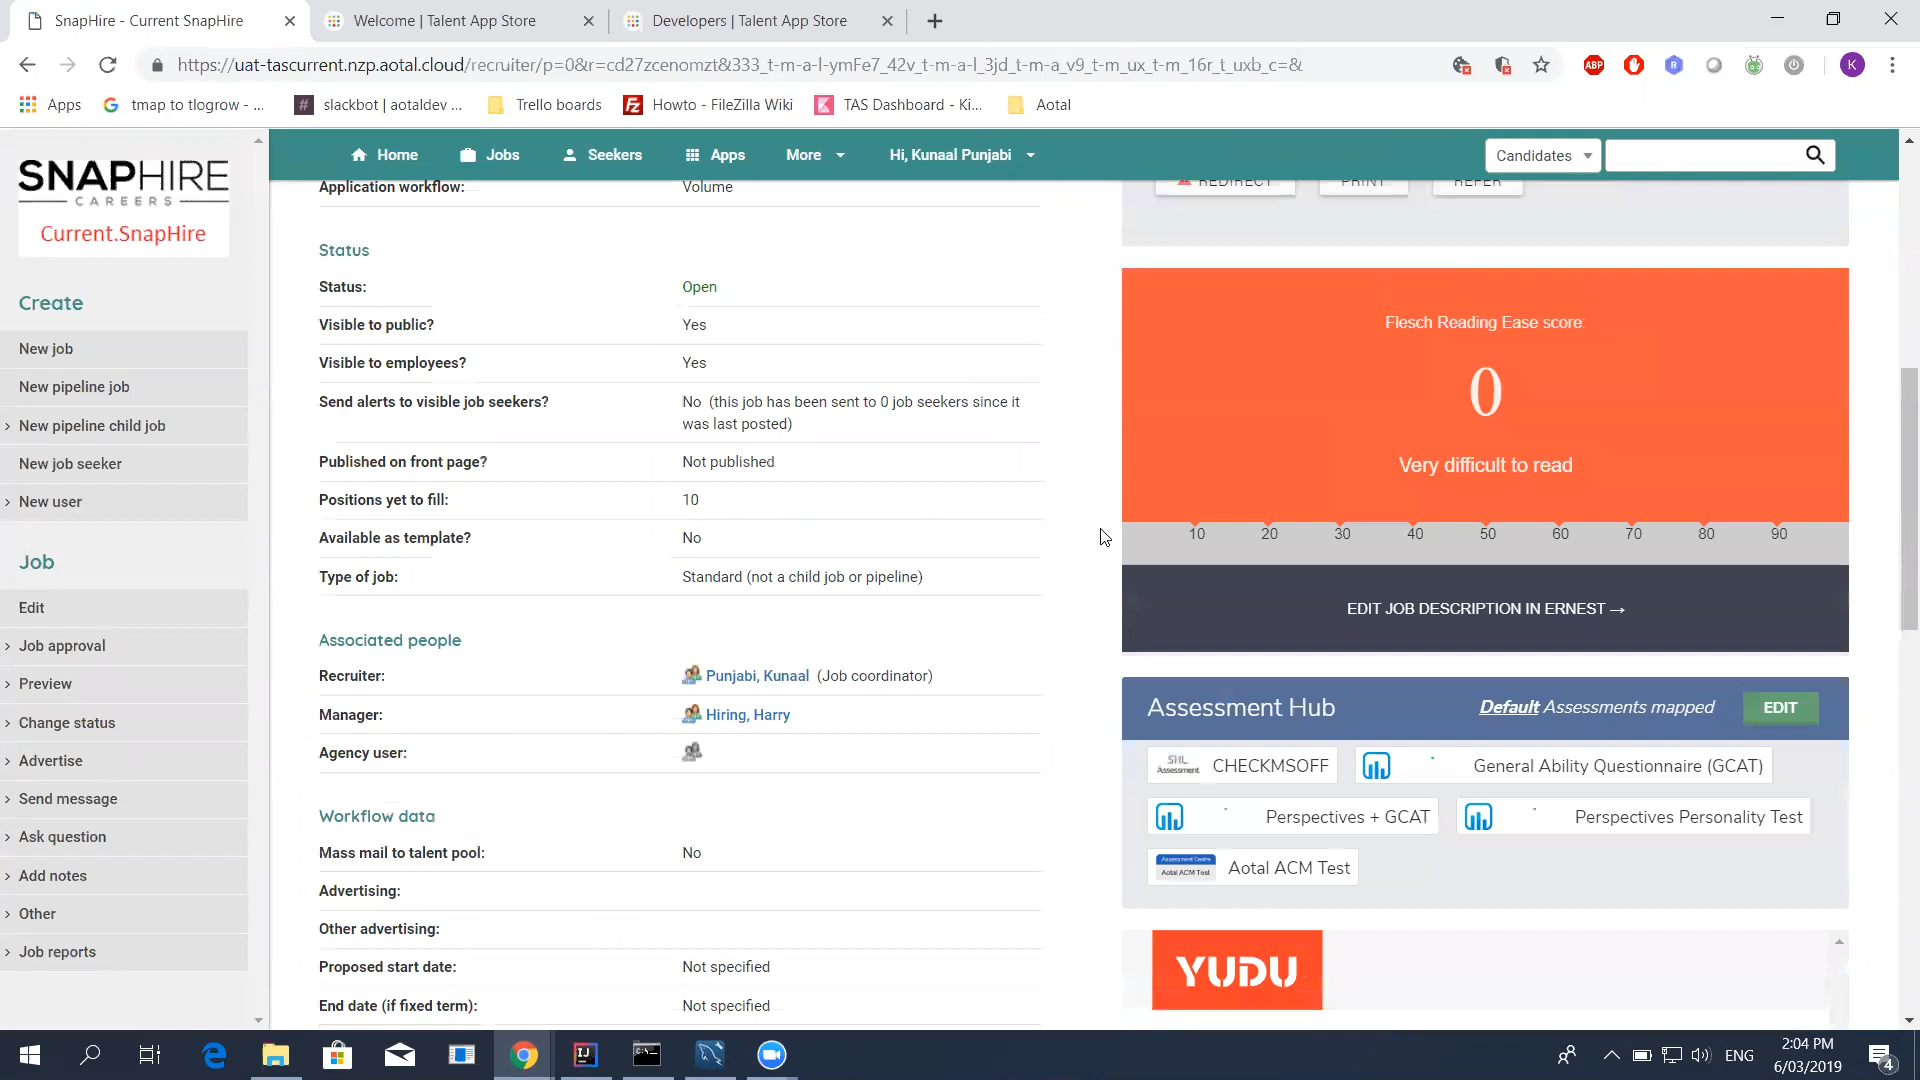 SnapHire - Current SnapHire
Welcome | Talent App Store
Developers | Talent App Store
https://uat-tascurrent.nzp.aotal.cloud/recruiter/p=0&r=cd27zcenomzt&333_t-m-a-l-ymFe7_42v_t-m-a-l_3jd_t-m-a_v9_t-m_ux_t-m_16r_t_uxb_c=&
ABP
R
K
Apps
tmap to tlogrow - ...
slackbot | aotaldev ...
Trello boards
Howto - FileZilla Wiki
TAS Dashboard - Ki...
Aotal
SNAPHIRE
CAREERS
Current.SnapHire
Home
Jobs
Seekers
Apps
More
Hi, Kunaal Punjabi
Candidates
Create
New job
New pipeline job
New pipeline child job
New job seeker
New user
Job
Edit
Job approval
Preview
Change status
Advertise
Send message
Ask question
Add notes
Other
Job reports
Application workflow: Volume
Status
Status: Open
Visible to public? Yes
Visible to employees? Yes
Send alerts to visible job seekers? No (this job has been sent to 0 job seekers since it
was last posted)
Published on front page? Not published
Positions yet to fill: 10
Available as template? No
Type of job: Standard (not a child job or pipeline)
Associated people
Recruiter: Punjabi, Kunaal (Job coordinator)
Manager: Hiring, Harry
Agency user:
Workflow data
Mass mail to talent pool: No
Advertising:
Other advertising:
Proposed start date: Not specified
End date (if fixed term): Not specified
REDIRECT PRINT REFER
Flesch Reading Ease score:
0
Very difficult to read
10 20 30 40 50 60 70 80 90
EDIT JOB DESCRIPTION IN ERNEST →
Assessment Hub
Default Assessments mapped
EDIT
SHL Assessment CHECKMSOFF
General Ability Questionnaire (GCAT)
Perspectives + GCAT
Perspectives Personality Test
Assessment Centre
Aotal ACM Test
Aotal ACM Test
YUDU
ENG
2:04 PM
6/03/2019
4